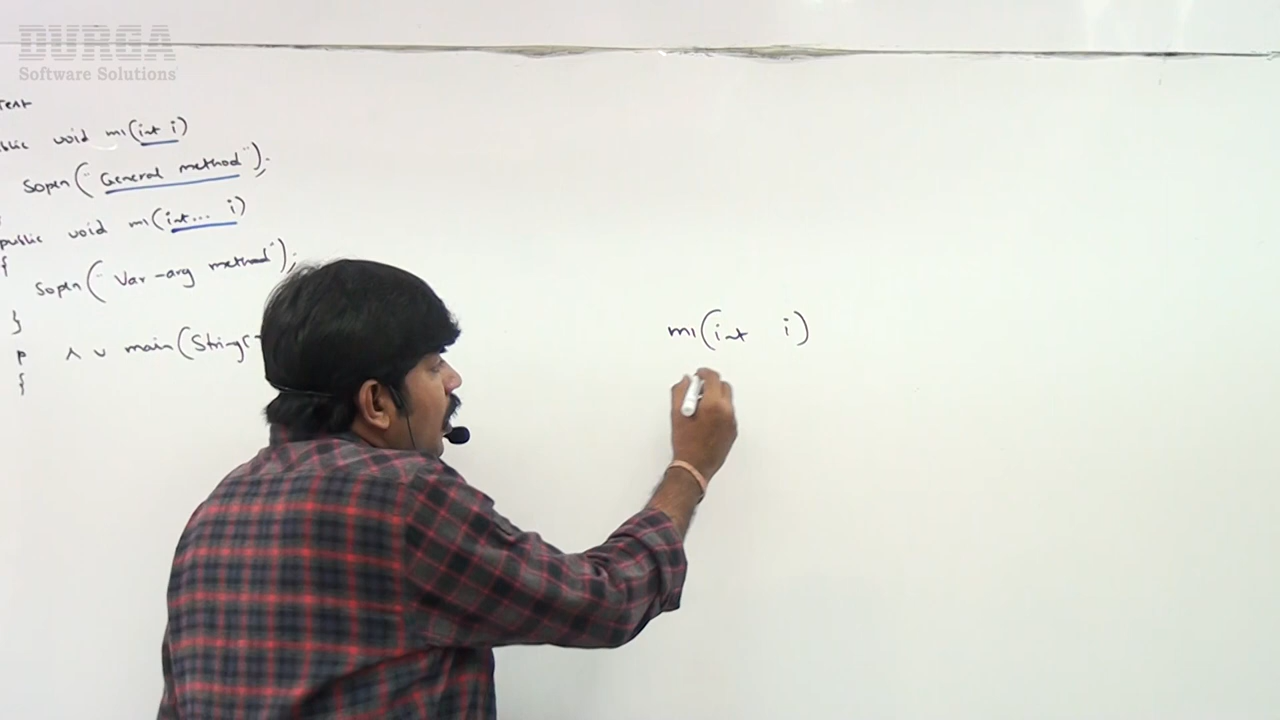 DURGA
Software Solutions
Test
blic void m1(int i)
Sopln("General method");
public void m1(int... i)
{
Sopln("Var-arg method");
}
p s v main(String[
{
m1(int i)